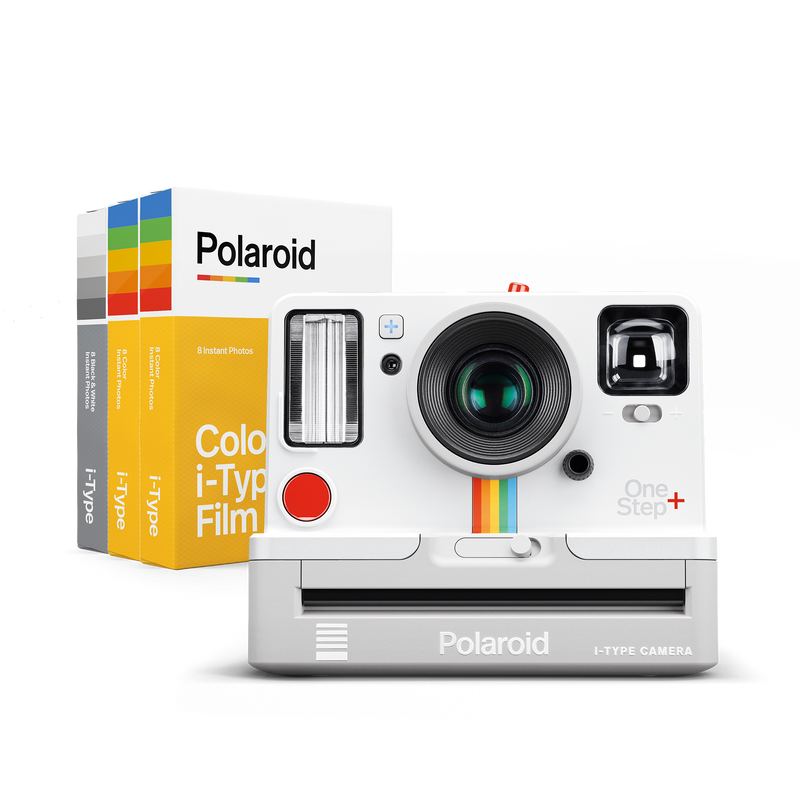 Polaroid
8 Instant Photos
Colo
i-Typ
Film
8 Black & White
Instant Photos
i-Type
8 Color
Instant Photos
i-Type
8 Color
Instant Photos
i-Type
One
Step+
Polaroid
I-TYPE CAMERA